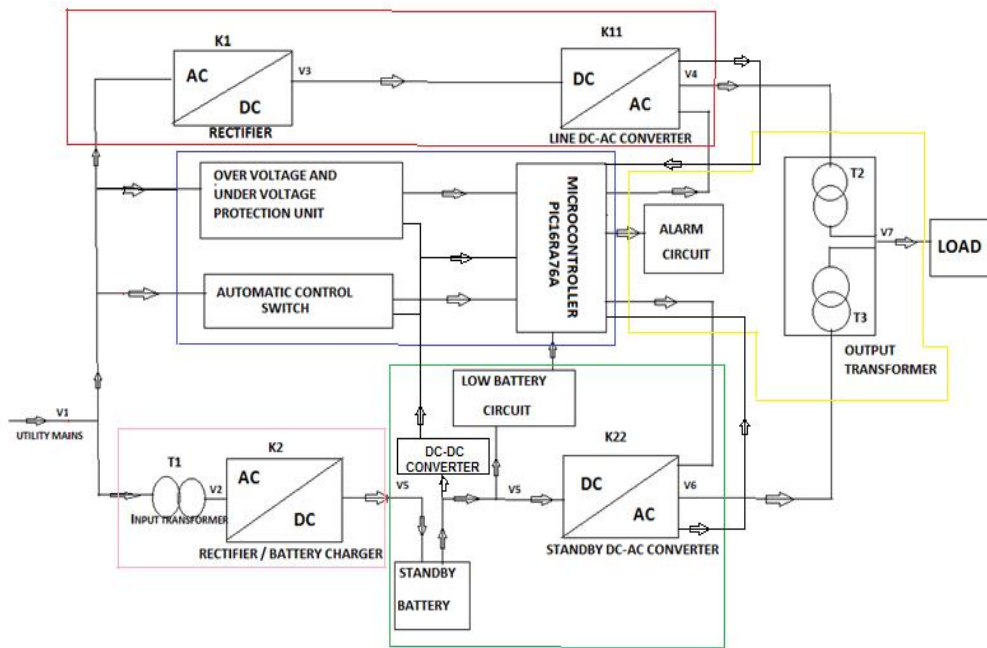 K1
AC
DC
RECTIFIER
V3
K11
DC
AC
LINE DC-AC CONVERTER
V4
OVER VOLTAGE AND
UNDER VOLTAGE
PROTECTION UNIT
AUTOMATIC CONTROL
SWITCH
MICROCONTROLLER
PIC16RA76A
ALARM
CIRCUIT
T2
V7
LOAD
T3
OUTPUT
TRANSFORMER
V1
UTILITY MAINS
LOW BATTERY
CIRCUIT
DC-DC
CONVERTER
T1
V2
INPUT TRANSFORMER
K2
AC
DC
RECTIFIER / BATTERY CHARGER
V5
STANDBY
BATTERY
V5
K22
DC
AC
STANDBY DC-AC CONVERTER
V6